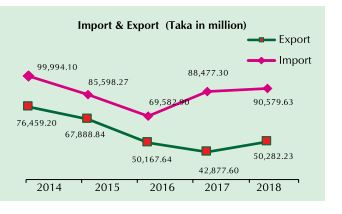 Import & Export (Taka in million)
Export
Import
99,994.10
85,598.27
69,582.90
88,477.30
90,579.63
76,459.20
67,888.84
50,167.64
42,877.60
50,282.23
2014 2015 2016 2017 2018